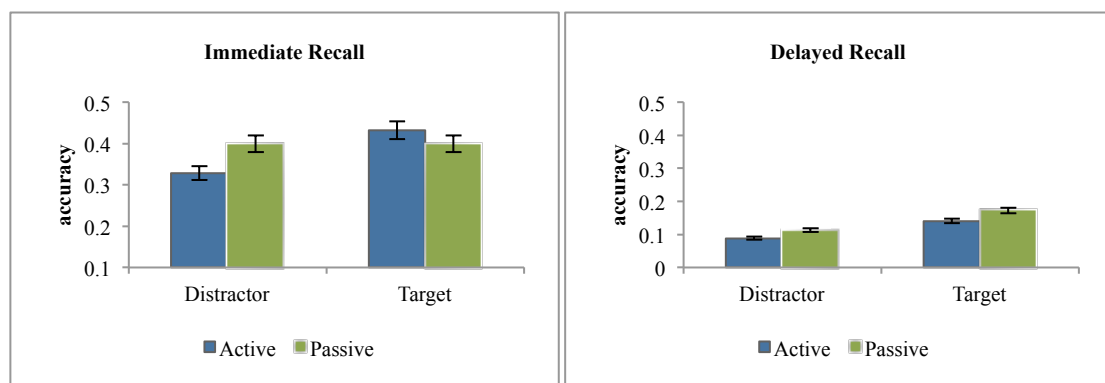 Immediate Recall
0.5
0.4
0.3
0.2
0.1
accuracy
Distractor Target
Active Passive
Delayed Recall
0.5
0.4
0.3
0.2
0.1
0
accuracy
Distractor Target
Active Passive